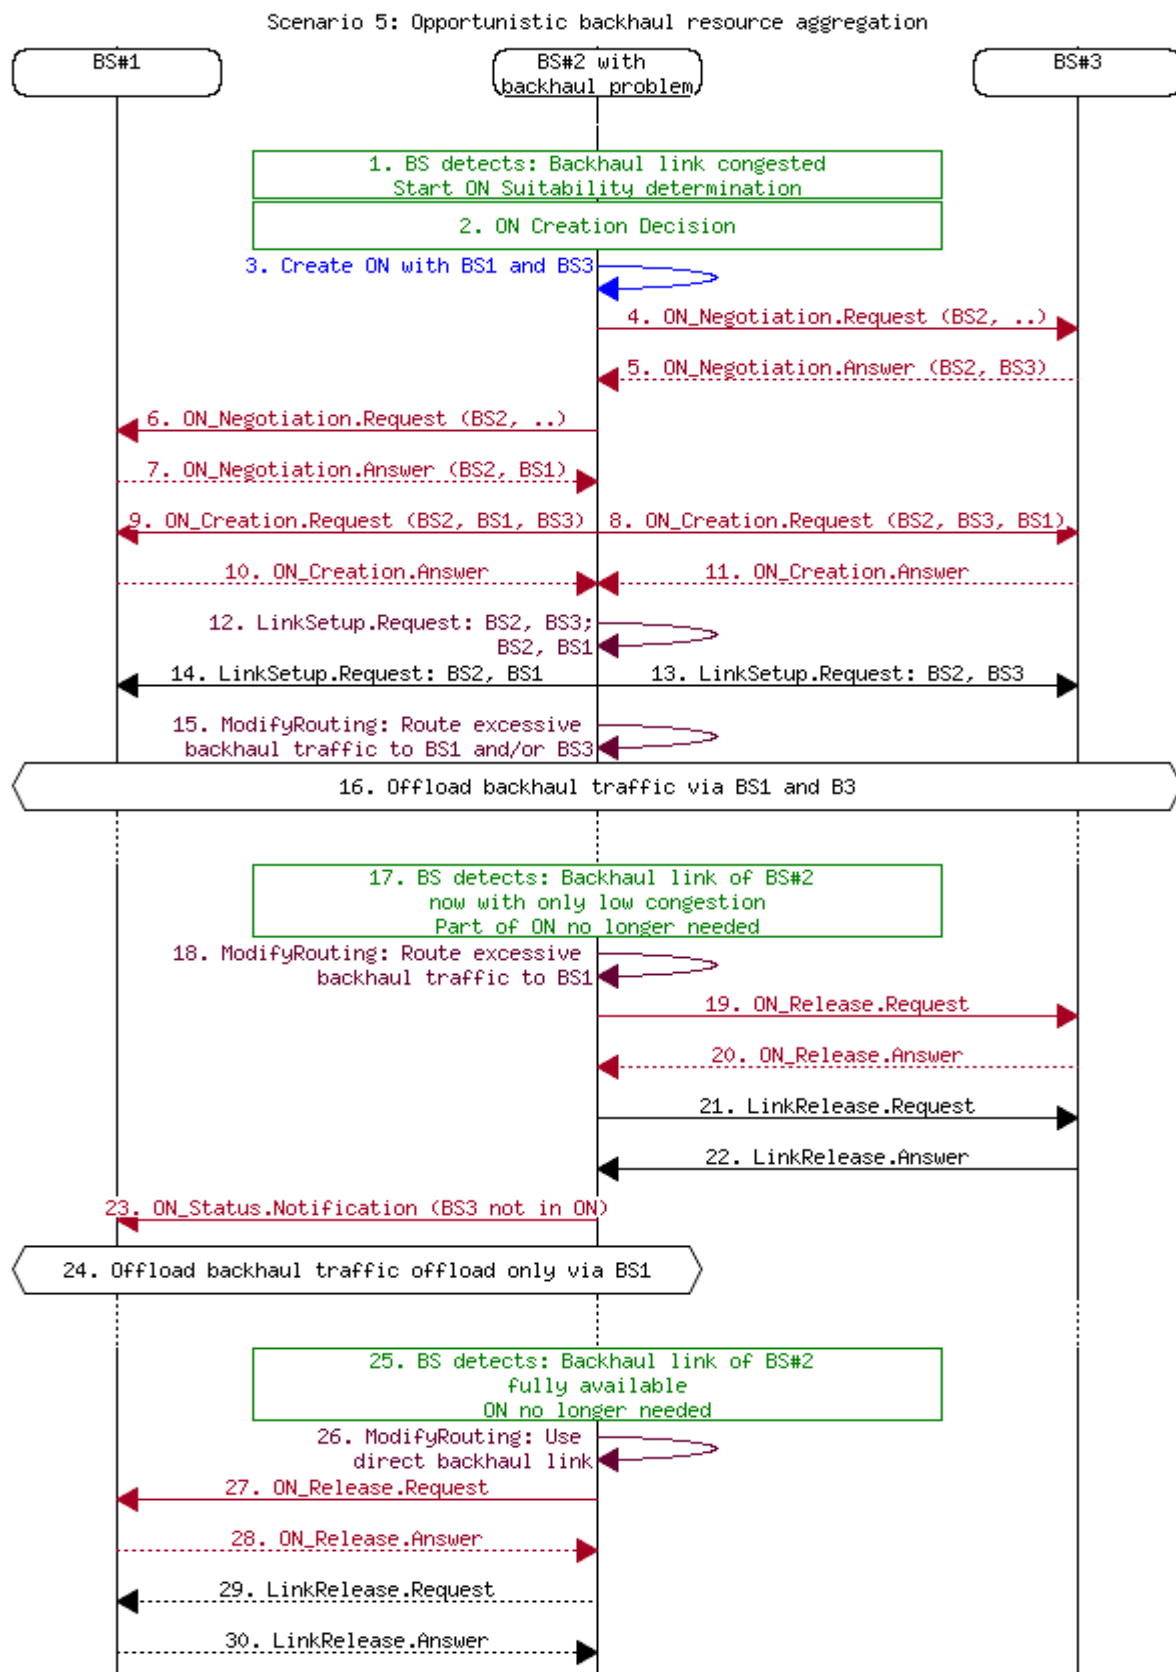 Scenario 5: Opportunistic backhaul resource aggregation
BS#1
BS#2 with
backhaul problem
BS#3
1. BS detects: Backhaul link congested
Start ON Suitability determination
2. ON Creation Decision
3. Create ON with BS1 and BS3
4. ON_Negotiation.Request (BS2, ..)
5. ON_Negotiation.Answer (BS2, BS3)
6. ON_Negotiation.Request (BS2, ..)
7. ON_Negotiation.Answer (BS2, BS1)
9. ON_Creation.Request (BS2, BS1, BS3)
8. ON_Creation.Request (BS2, BS3, BS1)
10. ON_Creation.Answer
11. ON_Creation.Answer
12. LinkSetup.Request: BS2, BS3;
BS2, BS1
14. LinkSetup.Request: BS2, BS1
13. LinkSetup.Request: BS2, BS3
15. ModifyRouting: Route excessive
backhaul traffic to BS1 and/or BS3
16. Offload backhaul traffic via BS1 and B3
17. BS detects: Backhaul link of BS#2
now with only low congestion
Part of ON no longer needed
18. ModifyRouting: Route excessive
backhaul traffic to BS1
19. ON_Release.Request
20. ON_Release.Answer
21. LinkRelease.Request
22. LinkRelease.Answer
23. ON_Status.Notification (BS3 not in ON)
24. Offload backhaul traffic offload only via BS1
25. BS detects: Backhaul link of BS#2
fully available
ON no longer needed
26. ModifyRouting: Use
direct backhaul link
27. ON_Release.Request
28. ON_Release.Answer
29. LinkRelease.Request
30. LinkRelease.Answer